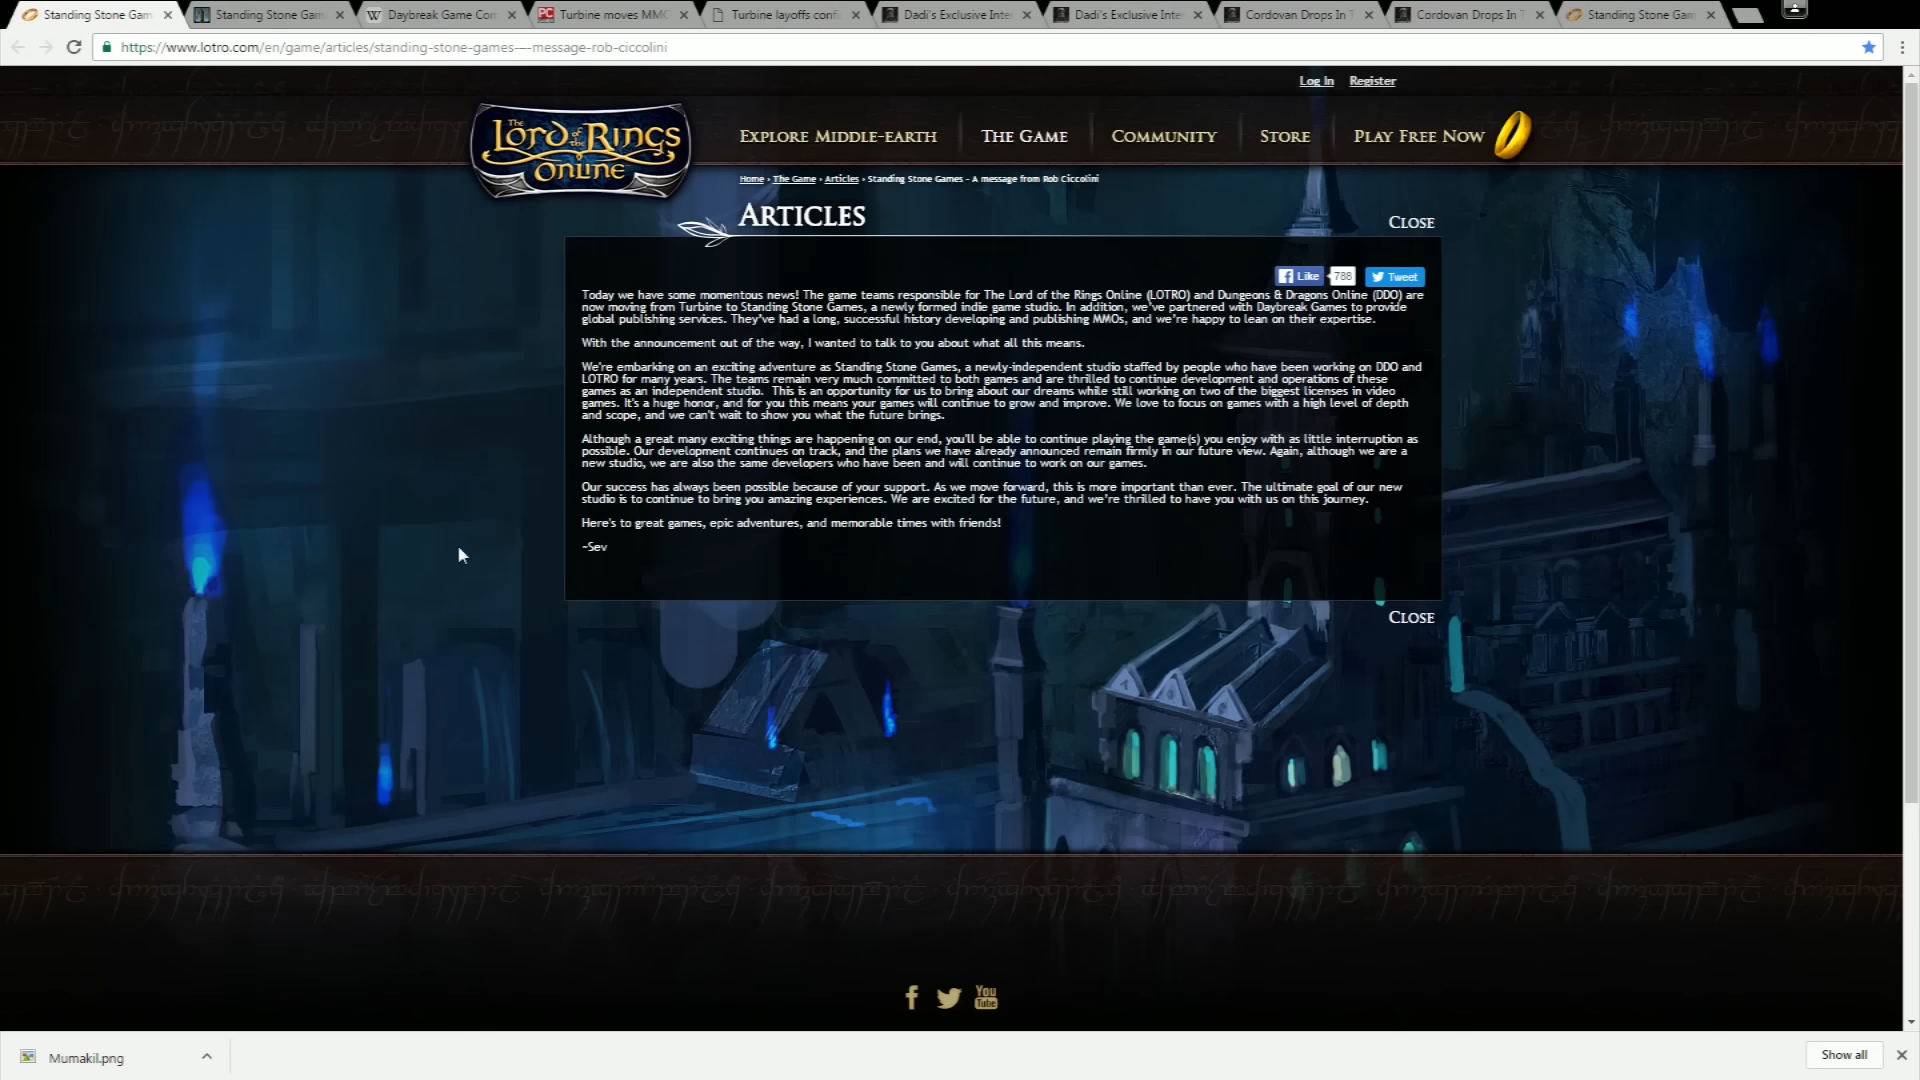 Standing Stone Gam
Standing Stone Gam
Daybreak Game Com
Turbine moves MMO
Turbine layoffs confi
Dadi's Exclusive Inte
Dadi's Exclusive Inte
Cordovan Drops In T
Cordovan Drops In T
Standing Stone Gam
https://www.lotro.com/en/game/articles/standing-stone-games-—-message-rob-ciccolini
Log In Register
The Lord of the Rings Online
Explore Middle-earth The Game Community Store Play Free Now
Home › The Game › Articles › Standing Stone Games - A message from Rob Ciccolini
Articles
Close
Like 788 Tweet
Today we have some momentous news! The game teams responsible for The Lord of the Rings Online (LOTRO) and Dungeons & Dragons Online (DDO) are
now moving from Turbine to Standing Stone Games, a newly formed indie game studio. In addition, we've partnered with Daybreak Games to provide
global publishing services. They've had a long, successful history developing and publishing MMOs, and we're happy to lean on their expertise.
With the announcement out of the way, I wanted to talk to you about what all this means.
We're embarking on an exciting adventure as Standing Stone Games, a newly-independent studio staffed by people who have been working on DDO and
LOTRO for many years. The teams remain very much committed to both games and are thrilled to continue development and operations of these
games as an independent studio. This is an opportunity for us to bring about our dreams while still working on two of the biggest licenses in video
games. It's a huge honor, and for you this means your games will continue to grow and improve. We love to focus on games with a high level of depth
and scope, and we can't wait to show you what the future brings.
Although a great many exciting things are happening on our end, you'll be able to continue playing the game(s) you enjoy with as little interruption as
possible. Our development continues on track, and the plans we have already announced remain firmly in our future view. Again, although we are a
new studio, we are also the same developers who have been and will continue to work on our games.
Our success has always been possible because of your support. As we move forward, this is more important than ever. The ultimate goal of our new
studio is to continue to bring you amazing experiences. We are excited for the future, and we're thrilled to have you with us on this journey.
Here's to great games, epic adventures, and memorable times with friends!
~Sev
Close
You Tube
Mumakil.png
Show all